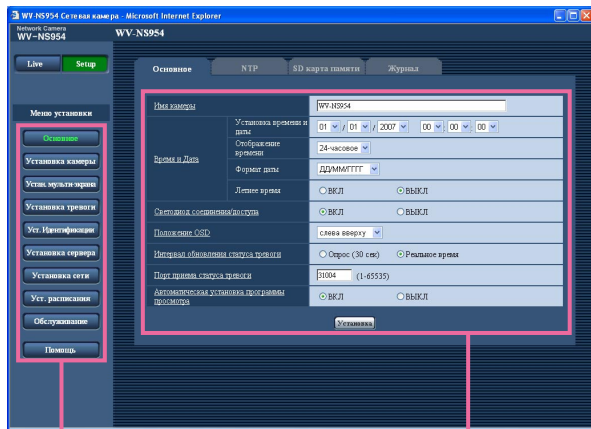 WV-NS954 Сетевая камера - Microsoft Internet Explorer
Network Camera
WV-NS954
WV-NS954
Live Setup
Основное NTP SD карта памяти Журнал
Меню установки
Основное
Установка камеры
Устан. мульти-экрана
Установка тревоги
Уст. Идентификации
Установка сервера
Установка сети
Уст. расписания
Обслуживание
Помощь
Имя камеры WV-NS954
Время и Дата
Установка времени и даты 01 / 01 / 2007 00 : 00 : 00
Отображение времени 24-часовое
Формат даты ДД/ММ/ГГГГ
Летнее время ВКЛ ВЫКЛ
Светодиод соединения/доступа ВКЛ ВЫКЛ
Положение OSD слева вверху
Интервал обновления статуса тревоги Опрос (30 сек) Реальное время
Порт приема статуса тревоги 31004 (1-65535)
Автоматическая установка программы просмотра ВКЛ ВЫКЛ
Установка